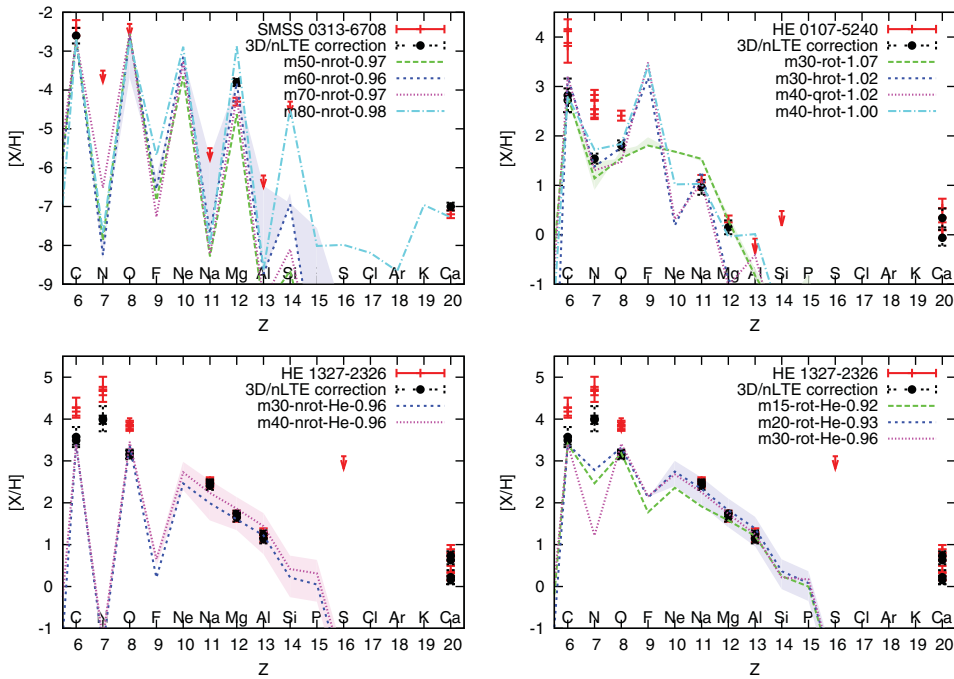 SMSS 0313-6708
3D/nLTE correction
m50-nrot-0.97
m60-nrot-0.96
m70-nrot-0.97
m80-nrot-0.98
[X/H]
-2
-3
-4
-5
-6
-7
-8
-9
C N O F Ne Na Mg Al Si P S Cl Ar K Ca
6 7 8 9 10 11 12 13 14 15 16 17 18 19 20
Z
HE 0107-5240
3D/nLTE correction
m30-rot-1.07
m30-hrot-1.02
m40-qrot-1.02
m40-hrot-1.00
[X/H]
4
3
2
1
0
-1
C N O F Ne Na Mg Al Si P S Cl Ar K Ca
6 7 8 9 10 11 12 13 14 15 16 17 18 19 20
Z
HE 1327-2326
3D/nLTE correction
m30-nrot-He-0.96
m40-nrot-He-0.96
[X/H]
5
4
3
2
1
0
-1
C N O F Ne Na Mg Al Si P S Cl Ar K Ca
6 7 8 9 10 11 12 13 14 15 16 17 18 19 20
Z
HE 1327-2326
3D/nLTE correction
m15-rot-He-0.92
m20-rot-He-0.93
m30-rot-He-0.96
[X/H]
5
4
3
2
1
0
-1
C N O F Ne Na Mg Al Si P S Cl Ar K Ca
6 7 8 9 10 11 12 13 14 15 16 17 18 19 20
Z